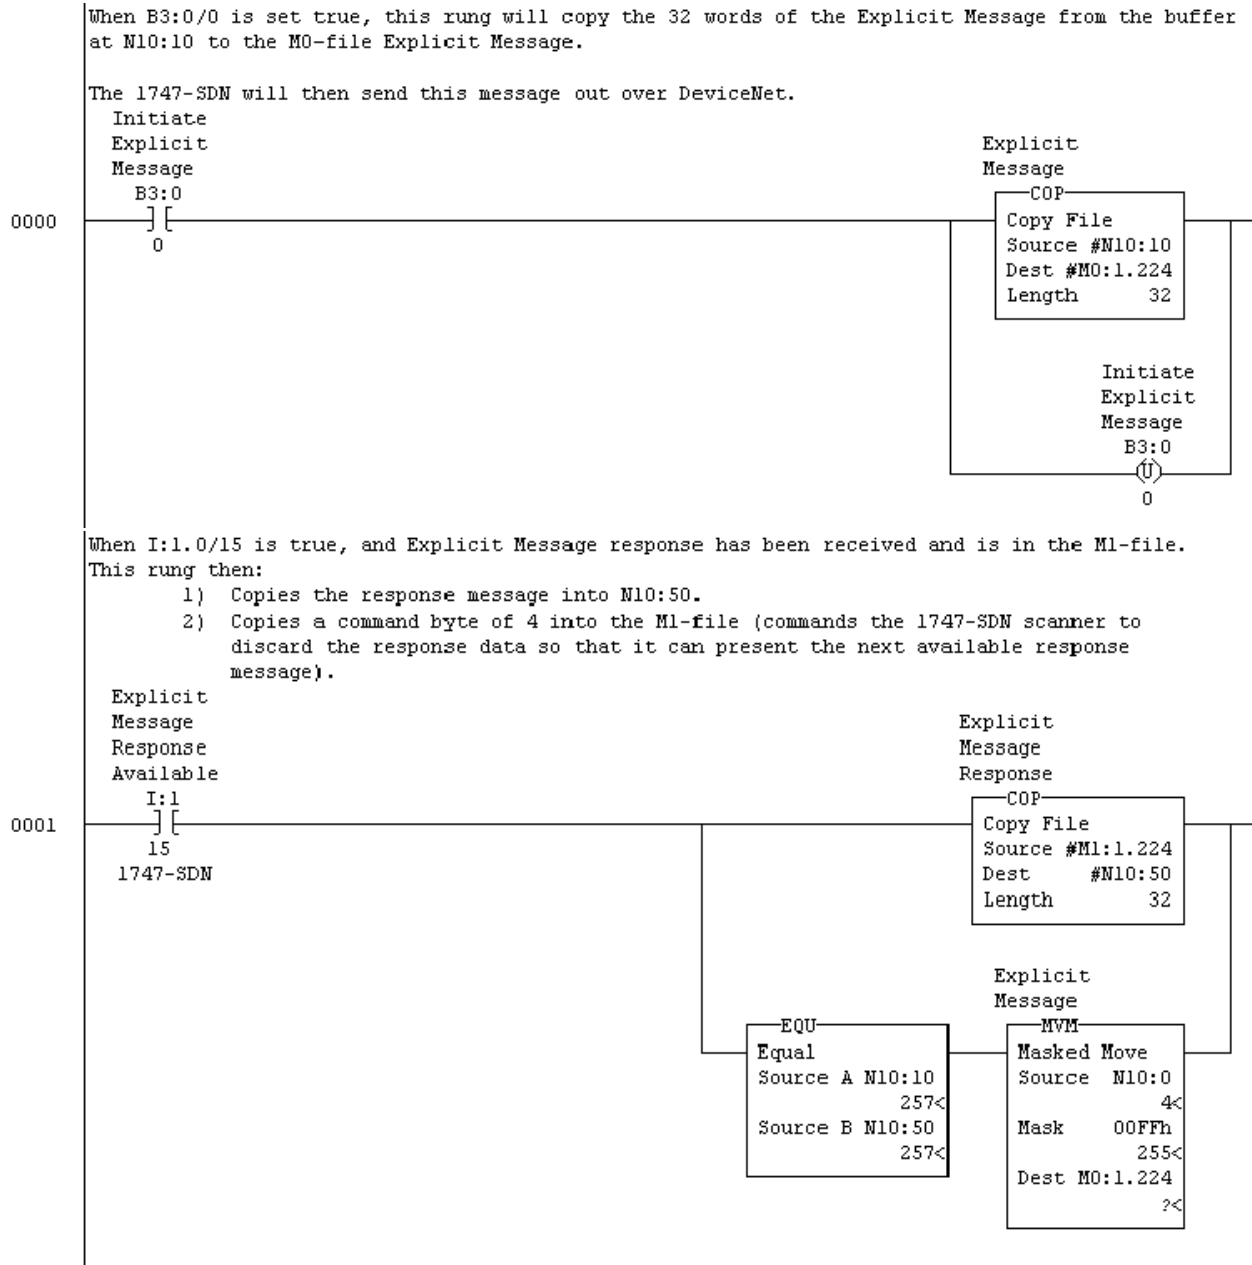 When B3:0/0 is set true, this rung will copy the 32 words of the Explicit Message from the buffer
at N10:10 to the M0-file Explicit Message.
The 1747-SDN will then send this message out over DeviceNet.
Initiate
Explicit
Message
B3:0
0
0000
Explicit
Message
COP
Copy File
Source #N10:10
Dest #M0:1.224
Length 32
Initiate
Explicit
Message
B3:0
U
0
When I:1.0/15 is true, and Explicit Message response has been received and is in the M1-file.
This rung then:
1) Copies the response message into N10:50.
2) Copies a command byte of 4 into the M1-file (commands the 1747-SDN scanner to
discard the response data so that it can present the next available response
message).
Explicit
Message
Response
Available
I:1
15
1747-SDN
0001
Explicit
Message
Response
COP
Copy File
Source #M1:1.224
Dest #N10:50
Length 32
EQU
Equal
Source A N10:10
257<
Source B N10:50
257<
Explicit
Message
MVM
Masked Move
Source N10:0
4<
Mask 00FFh
255<
Dest M0:1.224
?<